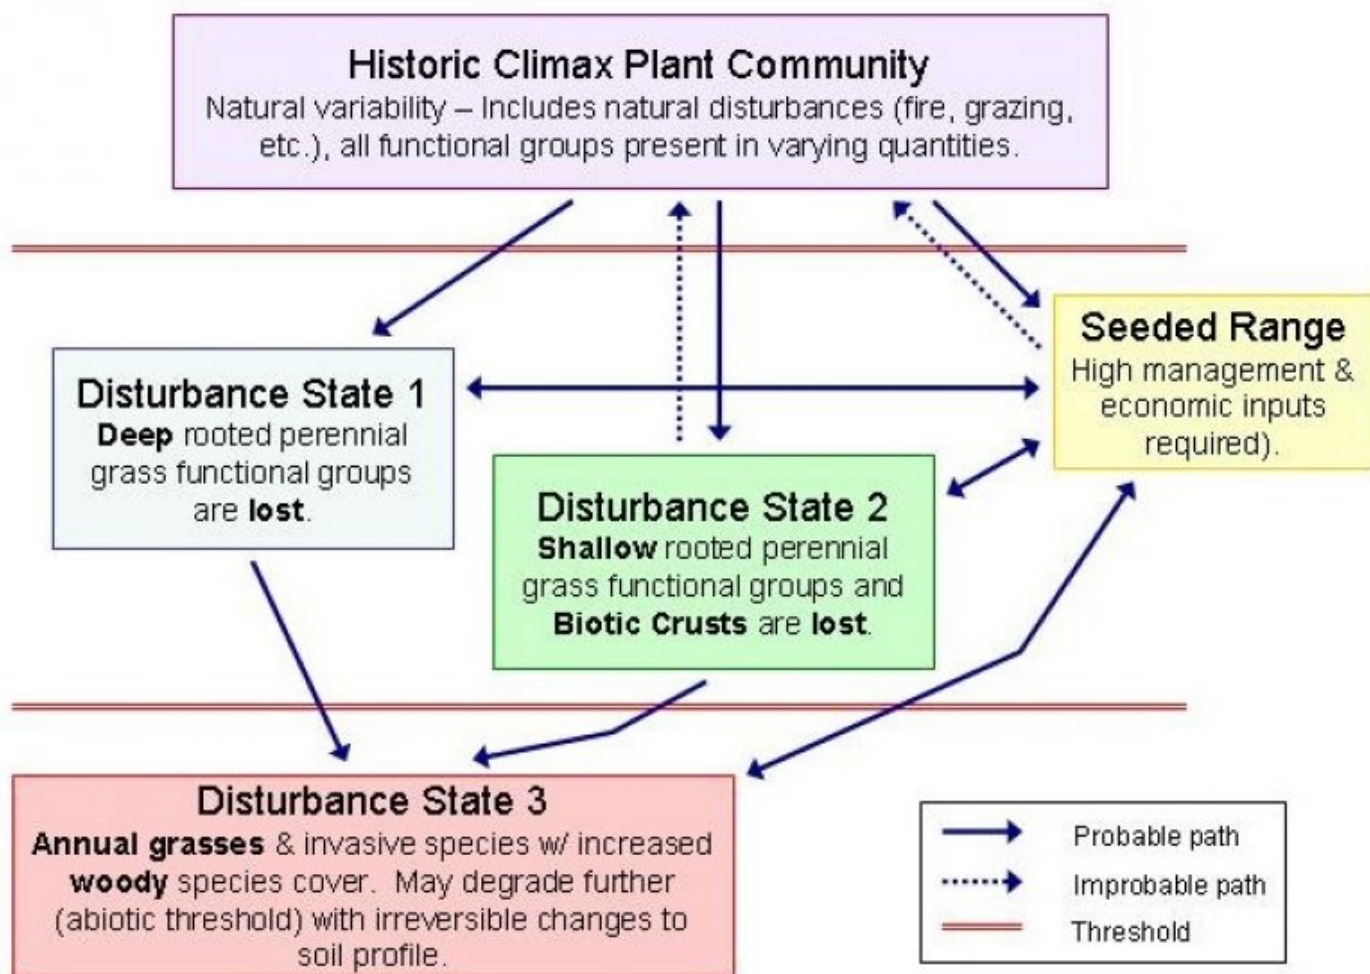 Historic Climax Plant Community
Natural variability – Includes natural disturbances (fire, grazing,
etc.), all functional groups present in varying quantities.
Seeded Range
High management &
economic inputs
required).
Disturbance State 1
Deep rooted perennial
grass functional groups
are lost.
Disturbance State 2
Shallow rooted perennial
grass functional groups and
Biotic Crusts are lost.
Disturbance State 3
Annual grasses & invasive species w/ increased
woody species cover. May degrade further
(abiotic threshold) with irreversible changes to
soil profile.
Probable path
Improbable path
Threshold